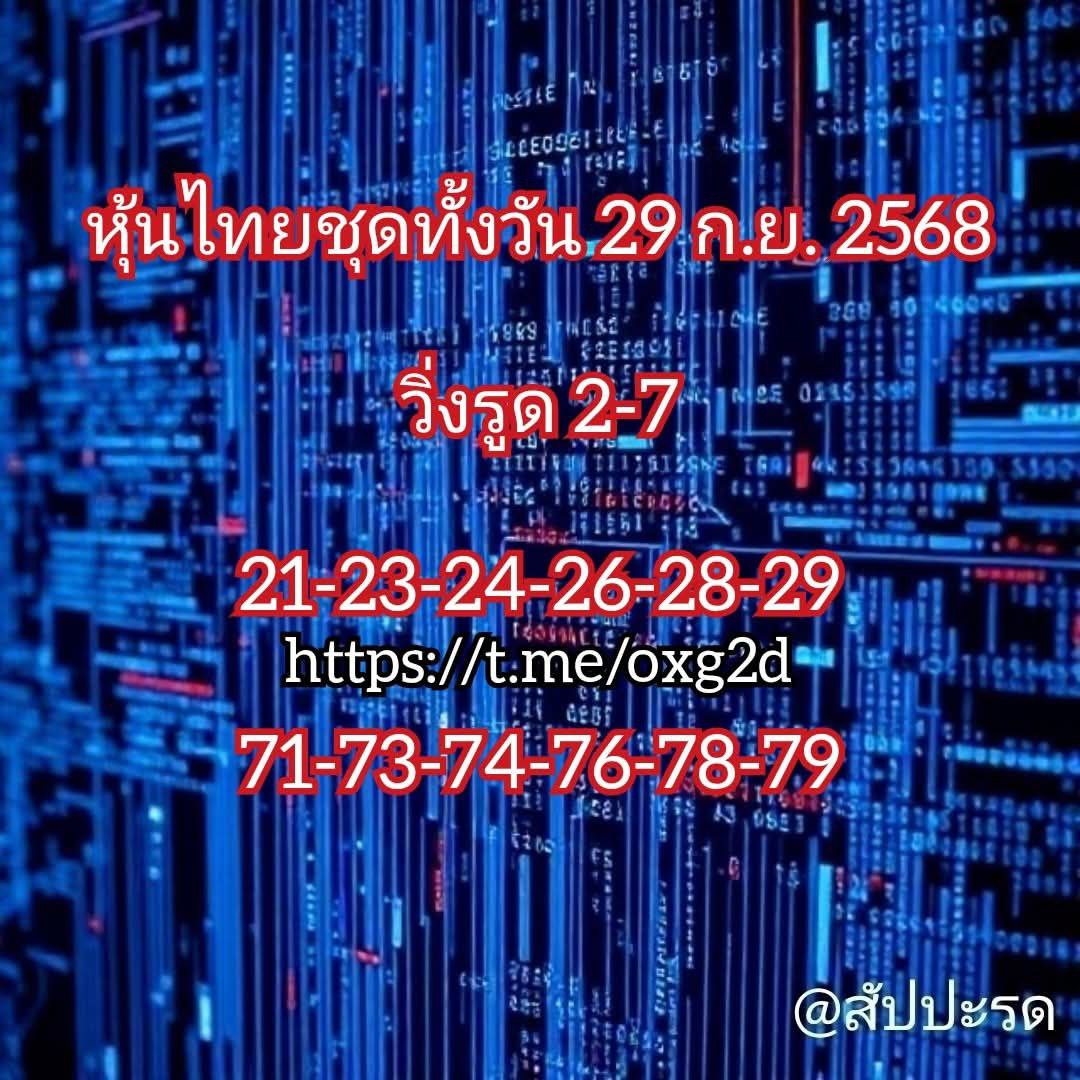 หุ้นไทยชุดทั้งวัน 29 ก.ย. 2568
วิ่งรูด 2-7
21-23-24-26-28-29
https://t.me/oxg2d
71-73-74-76-78-79
@สัปปะรด